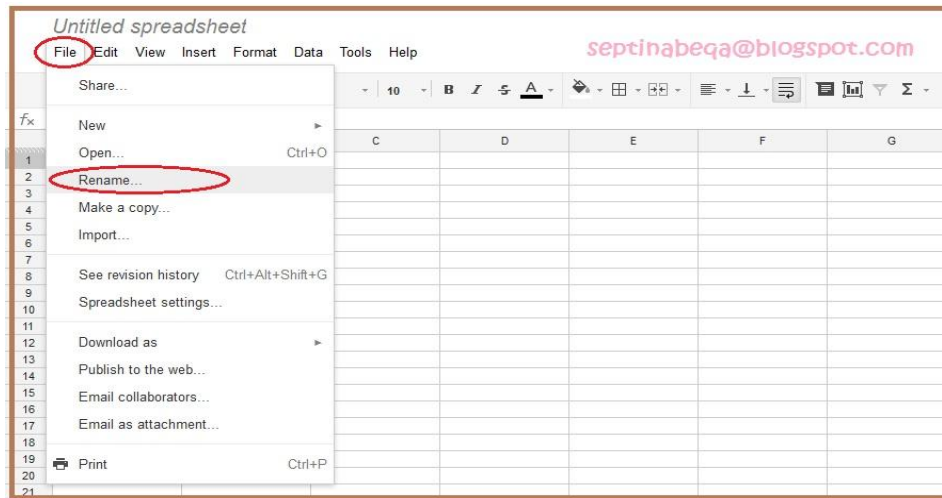 Untitled spreadsheet
File Edit View Insert Format Data Tools Help
septinabeqa@blogspot.com
Share...
10 B I S A Σ
fx
New
C D E F G
Open... Ctrl+O
Rename...
Make a copy...
Import...
See revision history Ctrl+Alt+Shift+G
Spreadsheet settings...
Download as
Publish to the web...
Email collaborators...
Email as attachment...
Print Ctrl+P
1
2
3
4
5
6
7
8
9
10
11
12
13
14
15
16
17
18
19
20
21